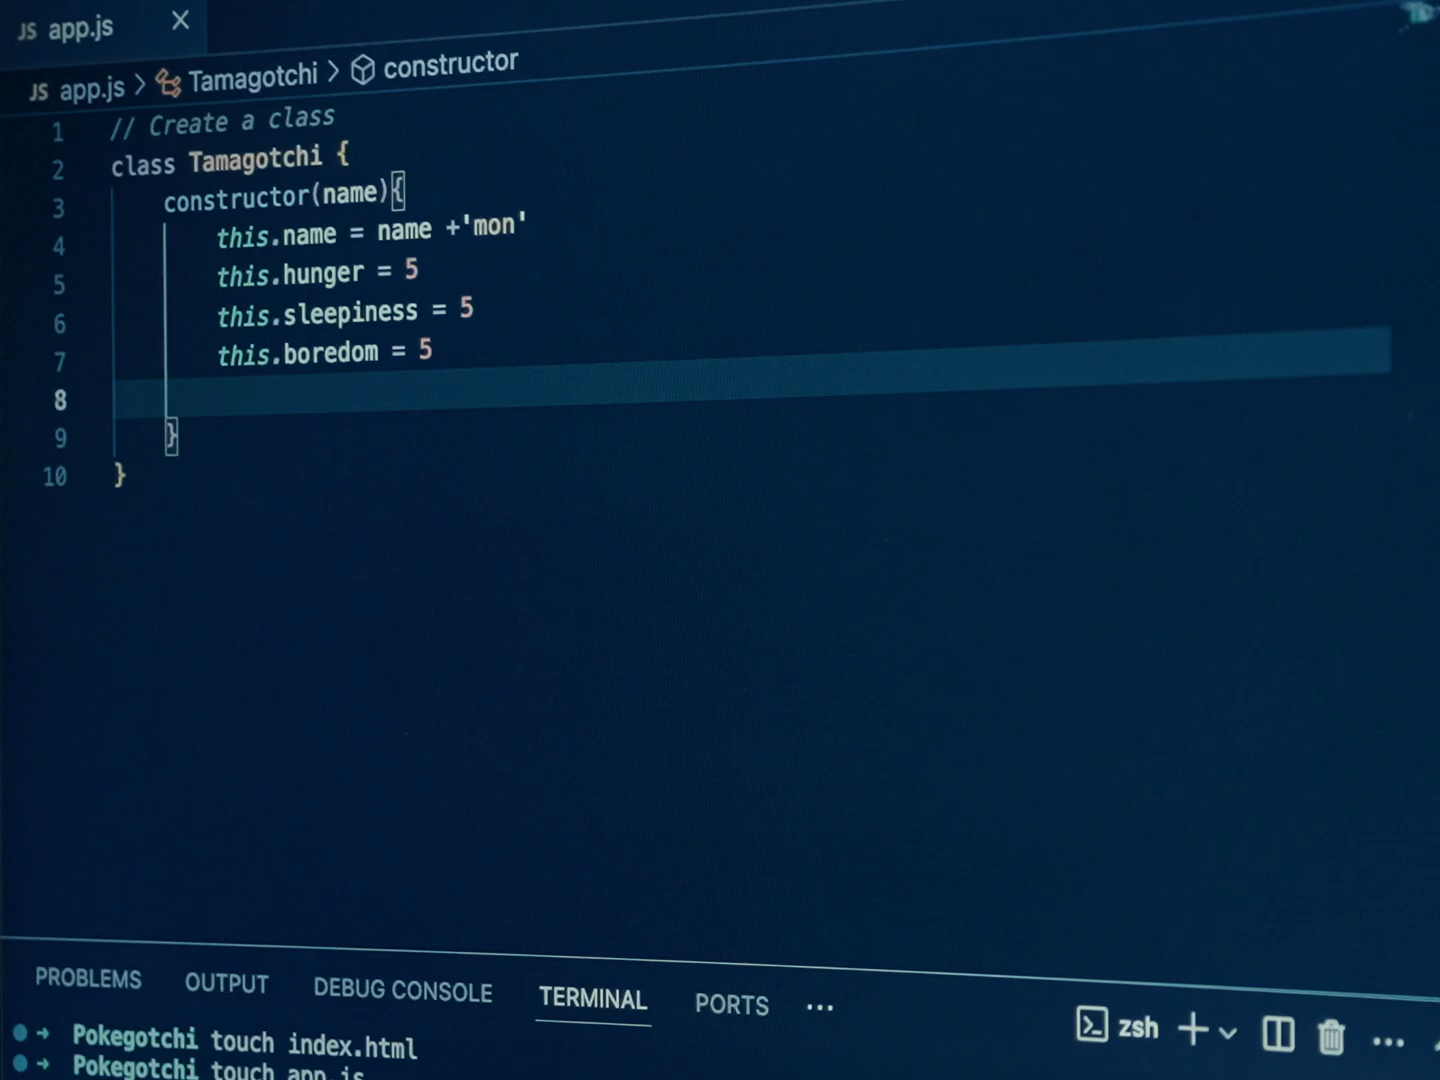 JS app.js ×
JS app.js > Tamagotchi > constructor
1 // Create a class
2 class Tamagotchi {
3 constructor(name){
4 this.name = name +'mon'
5 this.hunger = 5
6 this.sleepiness = 5
7 this.boredom = 5
8
9 }
10 }
PROBLEMS OUTPUT DEBUG CONSOLE TERMINAL PORTS ··· zsh
➜ Pokegotchi touch index.html
➜ Pokegotchi touch app.js